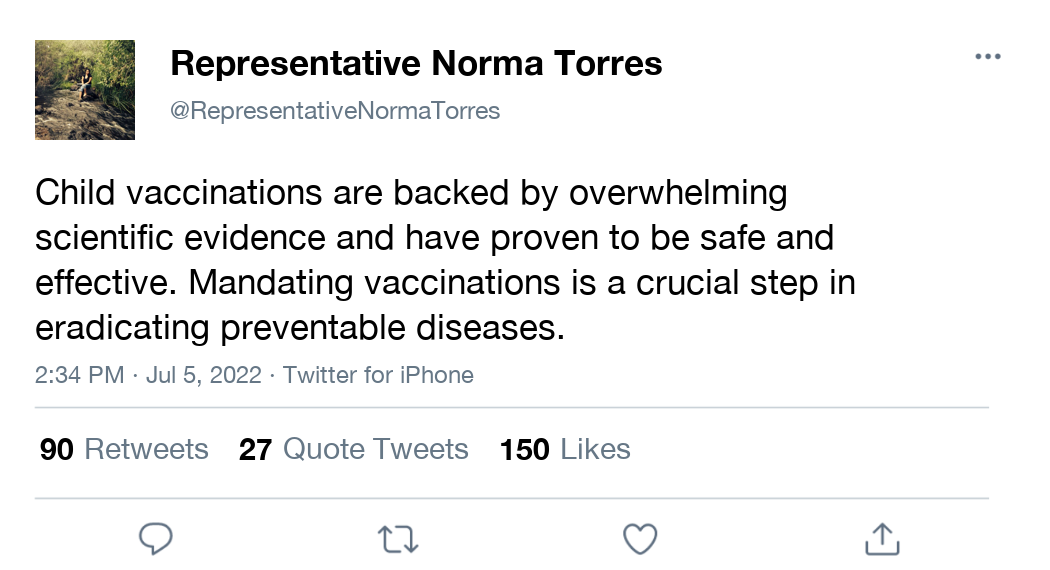 Representative Norma Torres
@RepresentativeNormaTorres
Child vaccinations are backed by overwhelming
scientific evidence and have proven to be safe and
effective. Mandating vaccinations is a crucial step in
eradicating preventable diseases.
2:34 PM · Jul 5, 2022 · Twitter for iPhone
90 Retweets 27 Quote Tweets 150 Likes